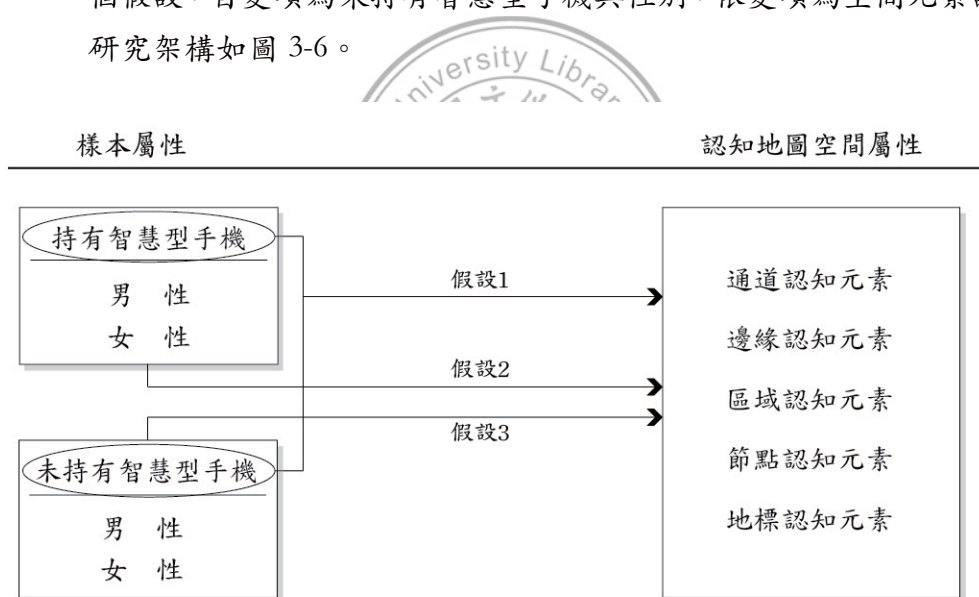 個假設，自變項為未持有智慧型手機與性別，依變項為空間元素
研究架構如圖 3-6。
niversity Libra
樣本屬性
認知地圖空間屬性
持有智慧型手機
男 性
女 性
未持有智慧型手機
男 性
女 性
假設1
假設2
假設3
通道認知元素
邊緣認知元素
區域認知元素
節點認知元素
地標認知元素